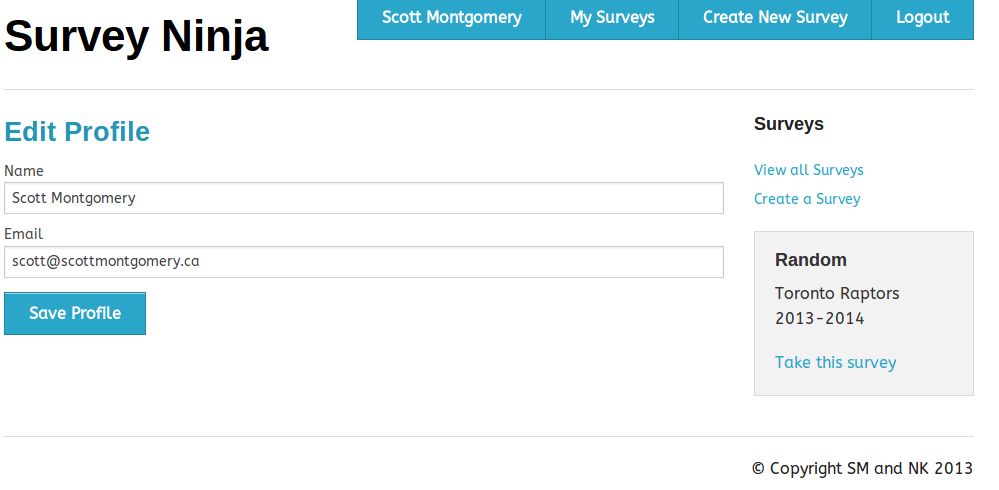 Survey Ninja
Scott Montgomery My Surveys Create New Survey Logout
Edit Profile
Name
Scott Montgomery
Email
scott@scottmontgomery.ca
Save Profile
Surveys
View all Surveys
Create a Survey
Random
Toronto Raptors
2013-2014
Take this survey
© Copyright SM and NK 2013